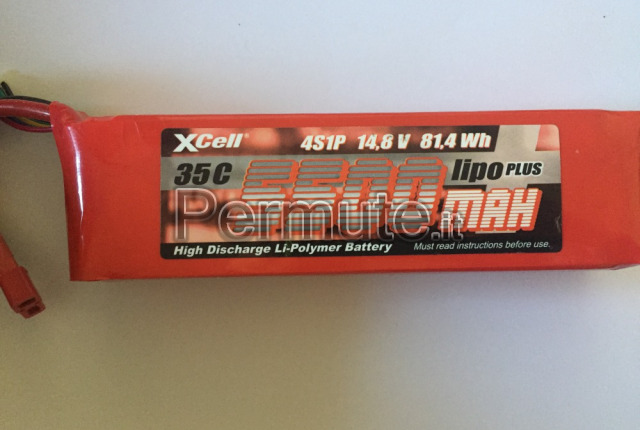 XCell® 4S1P 14,8 V 81,4 Wh
35C 5500 lipo PLUS
MAH
Permute.it
High Discharge Li-Polymer Battery Must read instructions before use.